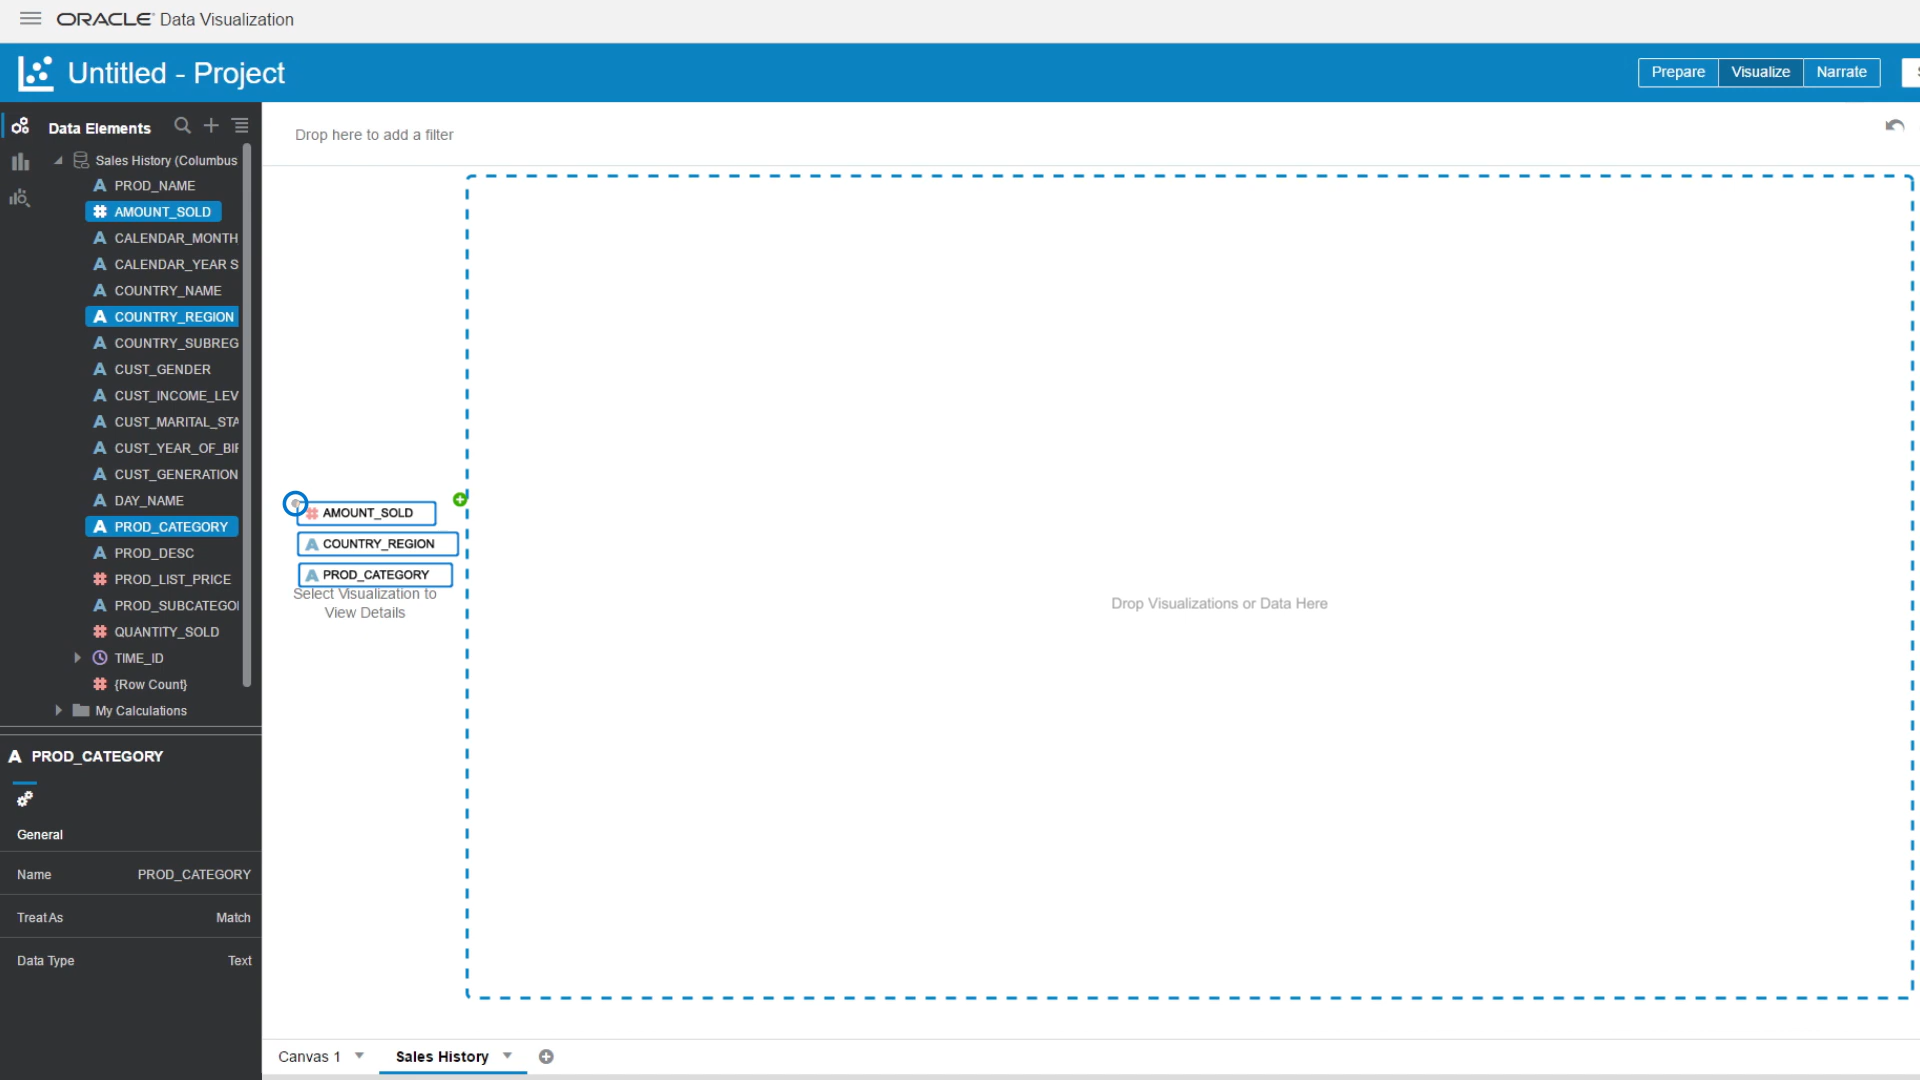 ORACLE Data Visualization
Untitled - Project
Prepare
Visualize
Narrate
Data Elements
Drop here to add a filter
Sales History (Columbus
PROD_NAME
AMOUNT_SOLD
CALENDAR_MONTH
CALENDAR_YEAR S
COUNTRY_NAME
COUNTRY_REGION
COUNTRY_SUBREG
CUST_GENDER
CUST_INCOME_LEV
CUST_MARITAL_STA
CUST_YEAR_OF_BIR
CUST_GENERATION
DAY_NAME
PROD_CATEGORY
PROD_DESC
PROD_LIST_PRICE
PROD_SUBCATEGO
QUANTITY_SOLD
TIME_ID
{Row Count}
My Calculations
AMOUNT_SOLD
COUNTRY_REGION
PROD_CATEGORY
Select Visualization to
View Details
Drop Visualizations or Data Here
PROD_CATEGORY
General
Name PROD_CATEGORY
Treat As Match
Data Type Text
Canvas 1
Sales History